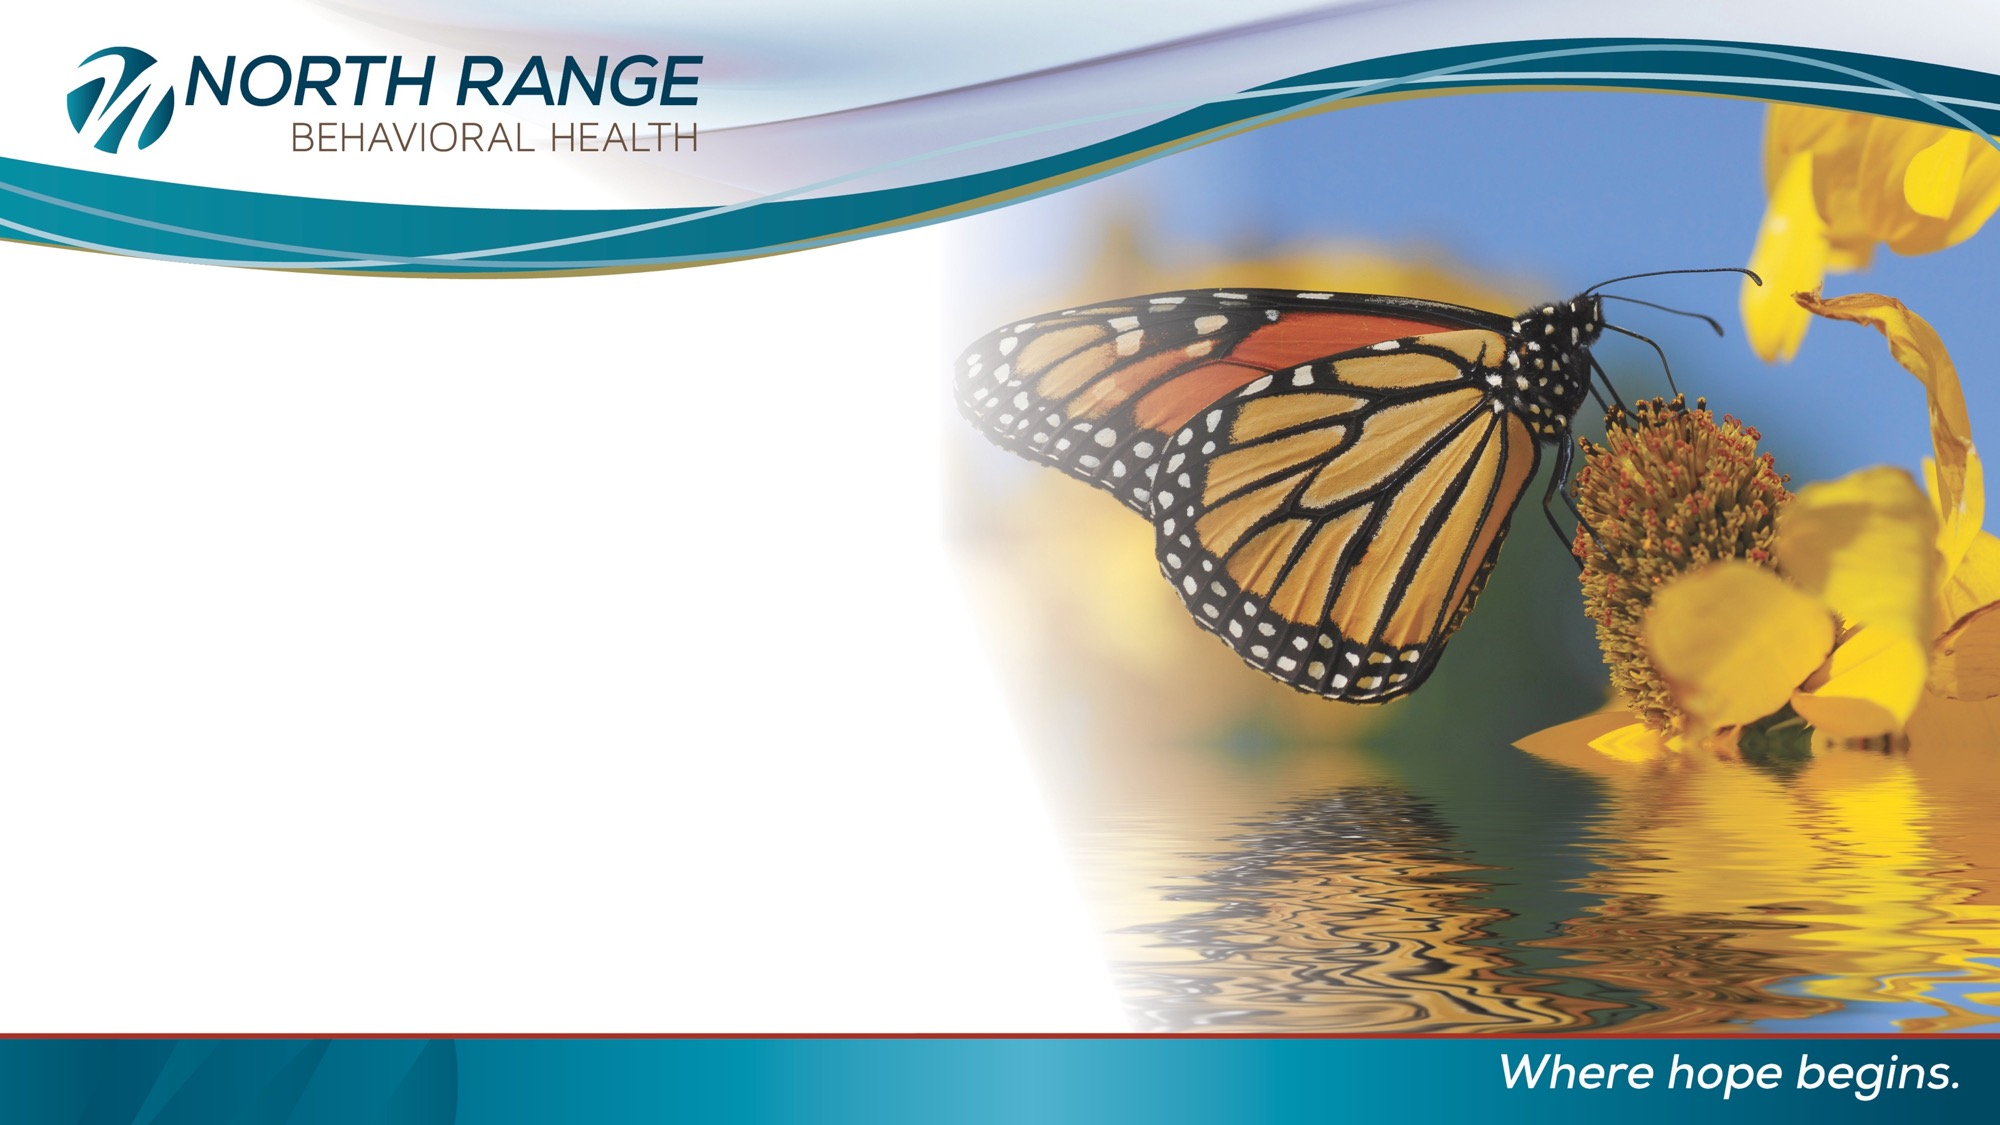 NORTH RANGE
BEHAVIORAL HEALTH
Where hope begins.